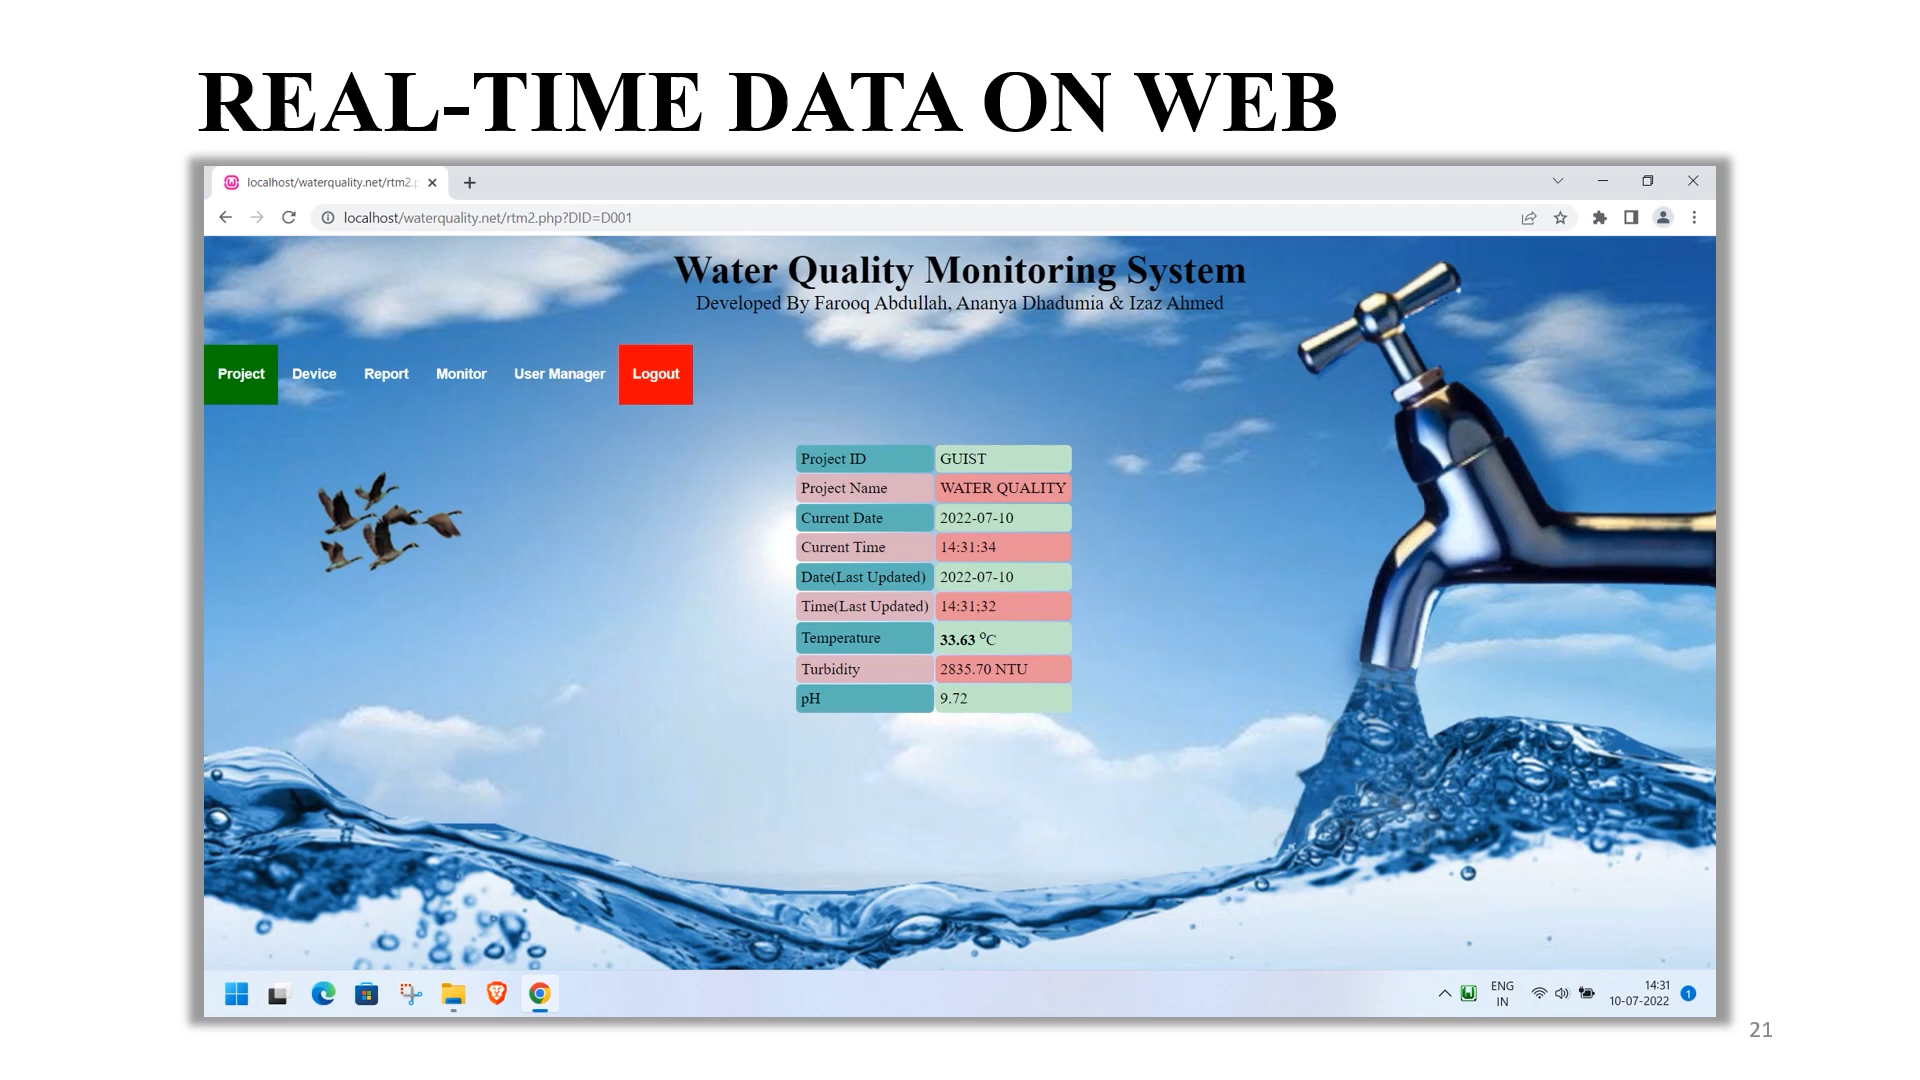 REAL-TIME DATA ON WEB
localhost/waterquality.net/rtm2.p
localhost/waterquality.net/rtm2.php?DID=D001
Water Quality Monitoring System
Developed By Farooq Abdullah, Ananya Dhadumia & Izaz Ahmed
Project Device Report Monitor User Manager Logout
Project ID GUIST
Project Name WATER QUALITY
Current Date 2022-07-10
Current Time 14:31:34
Date(Last Updated) 2022-07-10
Time(Last Updated) 14:31:32
Temperature 33.63 °C
Turbidity 2835.70 NTU
pH 9.72
ENG 14:31
IN 10-07-2022 1
21